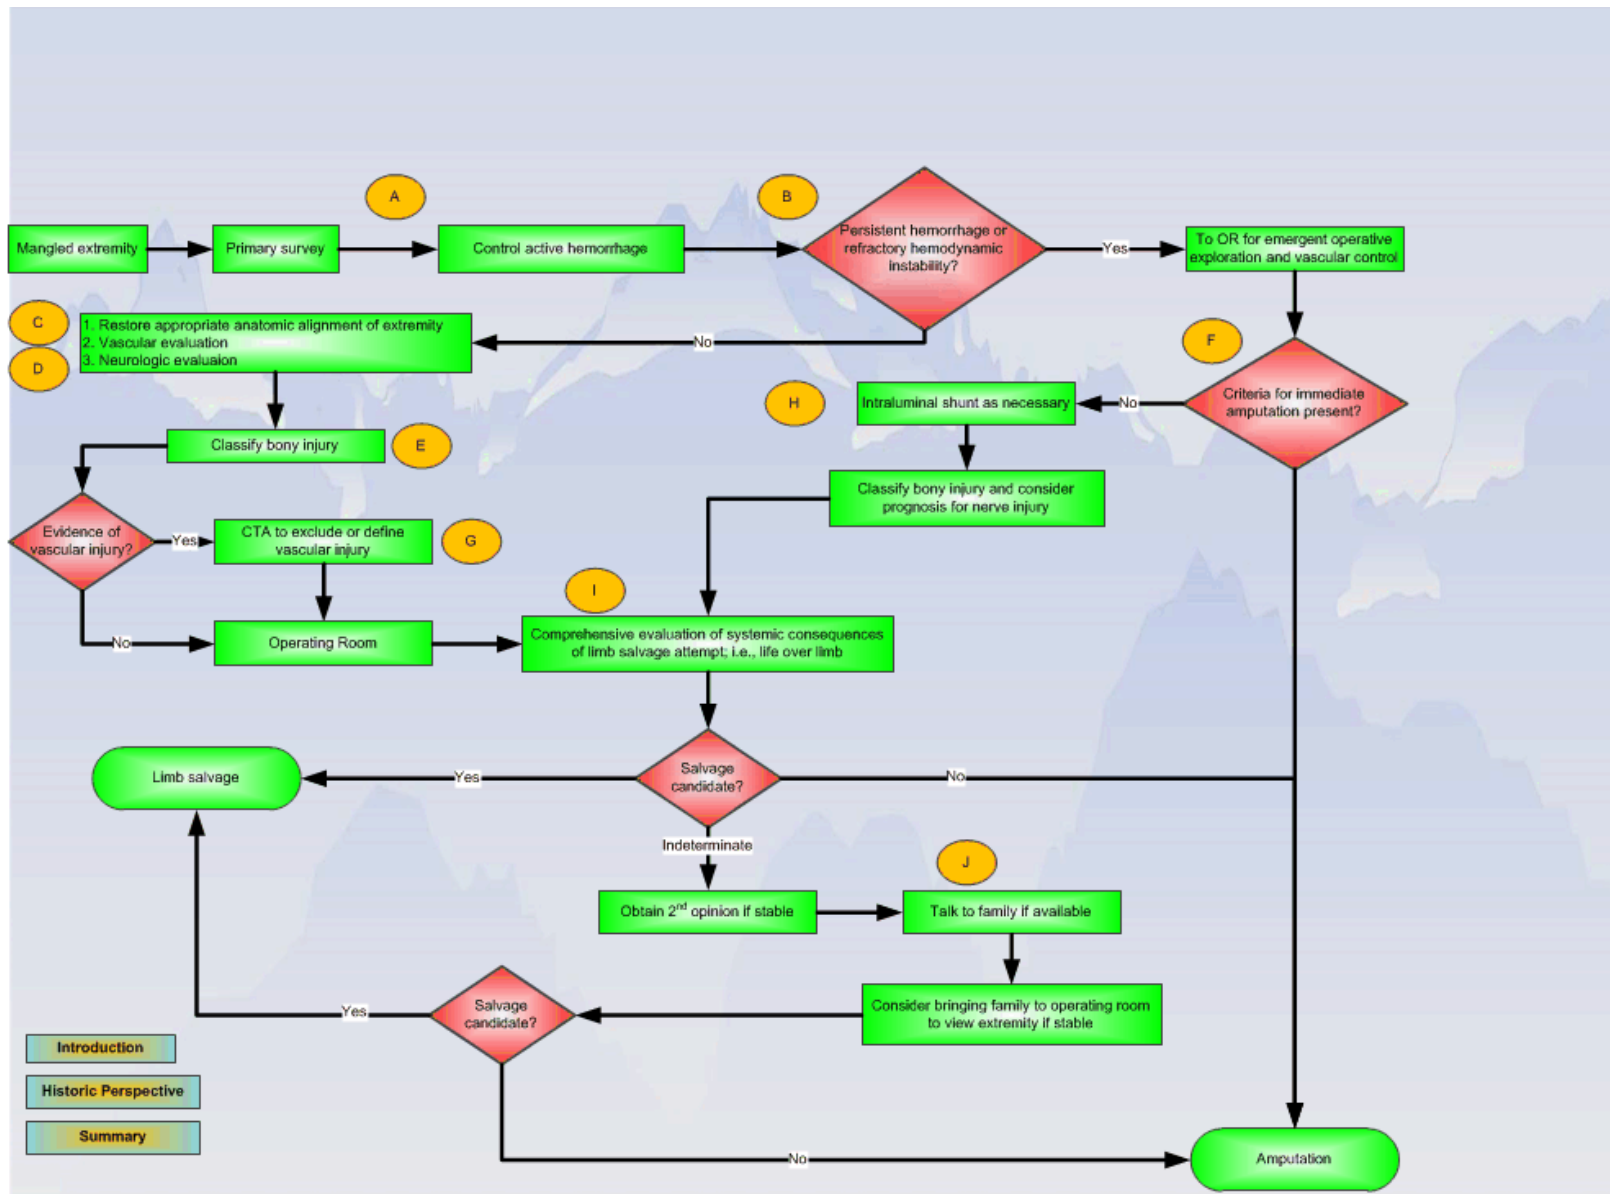 A
B
Mangled extremity
Primary survey
Control active hemorrhage
Persistent hemorrhage or
refractory hemodynamic
instability?
Yes
To OR for emergent operative
exploration and vascular control
C
D
1. Restore appropriate anatomic alignment of extremity
2. Vascular evaluation
3. Neurologic evaluaion
No
F
H
Intraluminal shunt as necessary
No
Criteria for immediate
amputation present?
Classify bony injury
E
Classify bony injury and consider
prognosis for nerve injury
Evidence of
vascular injury?
Yes
CTA to exclude or define
vascular injury
G
I
No
Operating Room
Comprehensive evaluation of systemic consequences
of limb salvage attempt; i.e., life over limb
Limb salvage
Yes
Salvage
candidate?
No
Indeterminate
J
Obtain 2nd opinion if stable
Talk to family if available
Yes
Salvage
candidate?
Consider bringing family to operating room
to view extremity if stable
Introduction
Historic Perspective
Summary
No
Amputation